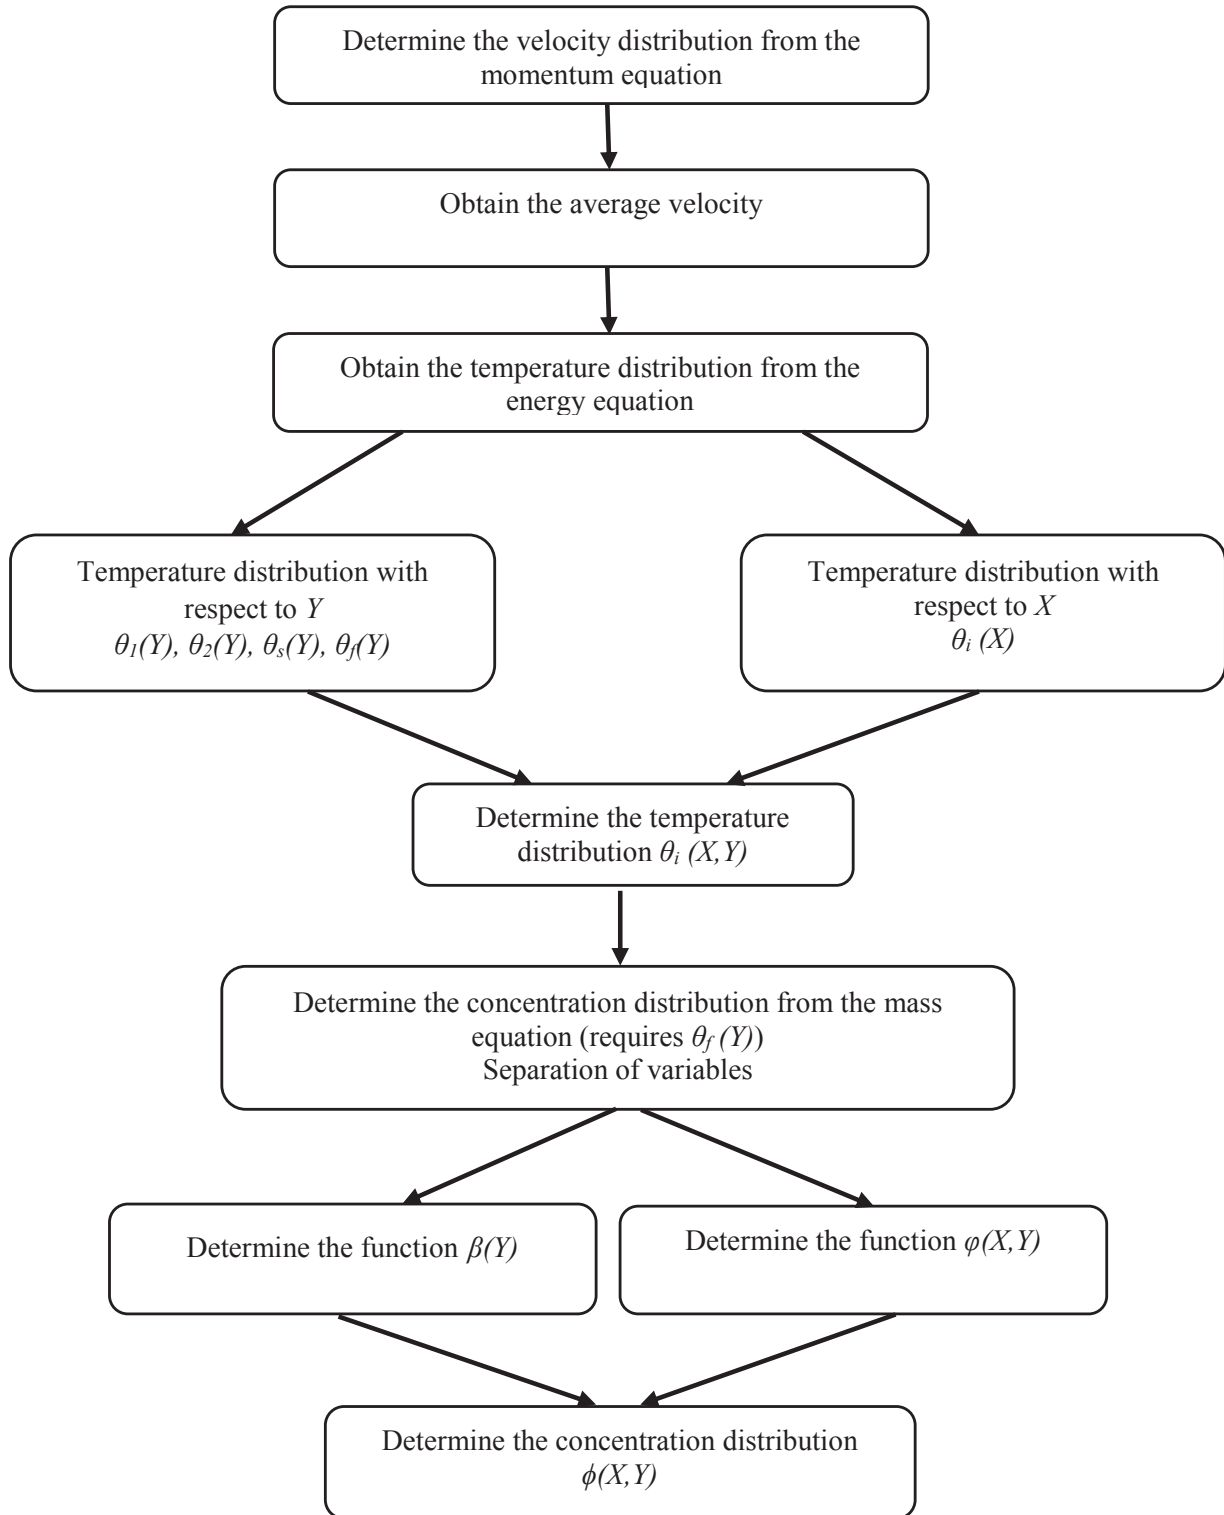 Determine the velocity distribution from the
momentum equation
Obtain the average velocity
Obtain the temperature distribution from the
energy equation
Temperature distribution with
respect to Y
θ₁(Y), θ₂(Y), θₛ(Y), θf(Y)
Temperature distribution with
respect to X
θᵢ (X)
Determine the temperature
distribution θᵢ (X,Y)
Determine the concentration distribution from the mass
equation (requires θf (Y))
Separation of variables
Determine the function β(Y)
Determine the function φ(X,Y)
Determine the concentration distribution
ϕ(X,Y)